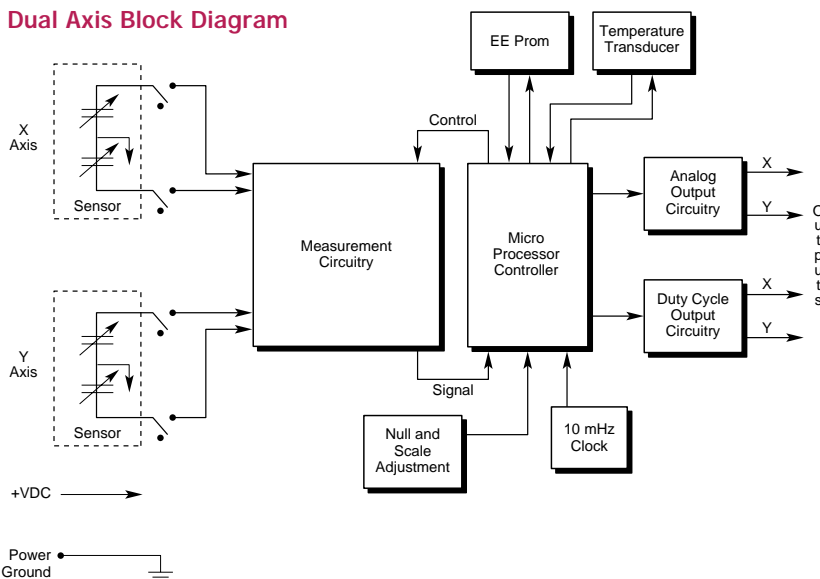 Dual Axis Block Diagram
EE Prom
Temperature
Transducer
X
Axis
Sensor
Control
Measurement
Circuitry
Micro
Processor
Controller
Analog
Output
Circuitry
X
Y
Duty Cycle
Output
Circuitry
X
Y
O
u
t
p
u
t
s
Y
Axis
Sensor
Signal
Null and
Scale
Adjustment
10 mHz
Clock
+VDC
Power
Ground